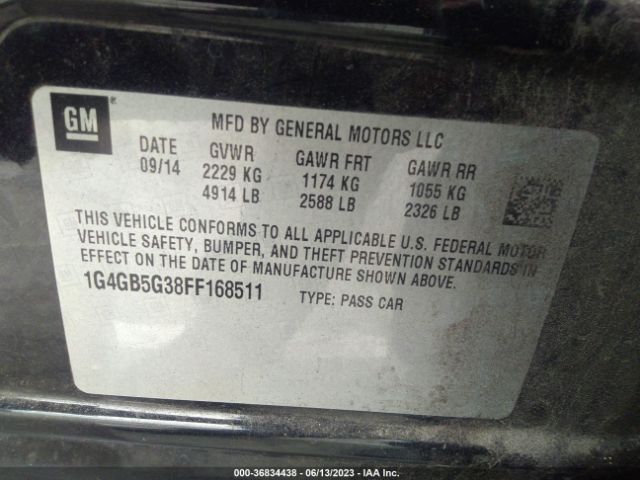 GM
MFD BY GENERAL MOTORS LLC
DATE GVWR GAWR FRT GAWR RR
09/14 2229 KG 1174 KG 1055 KG
4914 LB 2588 LB 2326 LB
THIS VEHICLE CONFORMS TO ALL APPLICABLE U.S. FEDERAL MOTOR
VEHICLE SAFETY, BUMPER, AND THEFT PREVENTION STANDARDS IN
EFFECT ON THE DATE OF MANUFACTURE SHOWN ABOVE.
1G4GB5G38FF168511 TYPE: PASS CAR
000-36834438 - 06/13/2023 - IAA Inc.